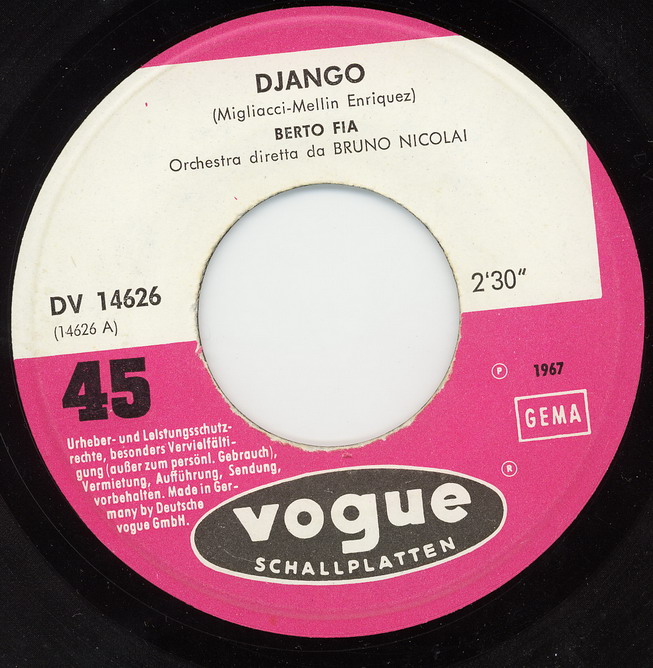 DJANGO
(Migliacci-Mellin Enriquez)
BERTO FIA
Orchestra diretta da BRUNO NICOLAI
DV 14626
(14626 A)
2'30"
45
℗ 1967
GEMA
Urheber- und Leistungsschutz-
rechte, besonders Vervielfälti-
gung (außer zum persönl. Gebrauch),
Vermietung, Aufführung, Sendung,
vorbehalten. Made in Ger-
many by Deutsche
vogue GmbH.
®
vogue
SCHALLPLATTEN